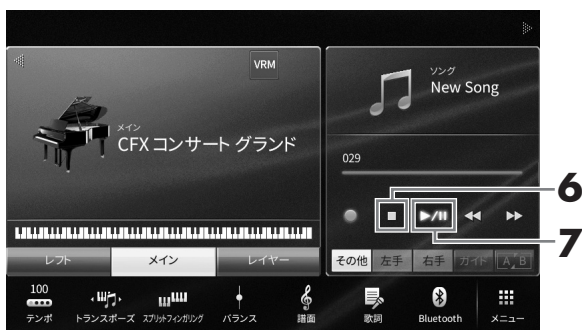 VRM
メイン
CFX コンサート グランド
ソング
New Song
029
6
7
レフト
メイン
レイヤー
その他
左手
右手
ガイド
A B
100
テンポ
トランスポーズ
スプリットフィンガリング
バランス
譜面
歌詞
Bluetooth
メニュー